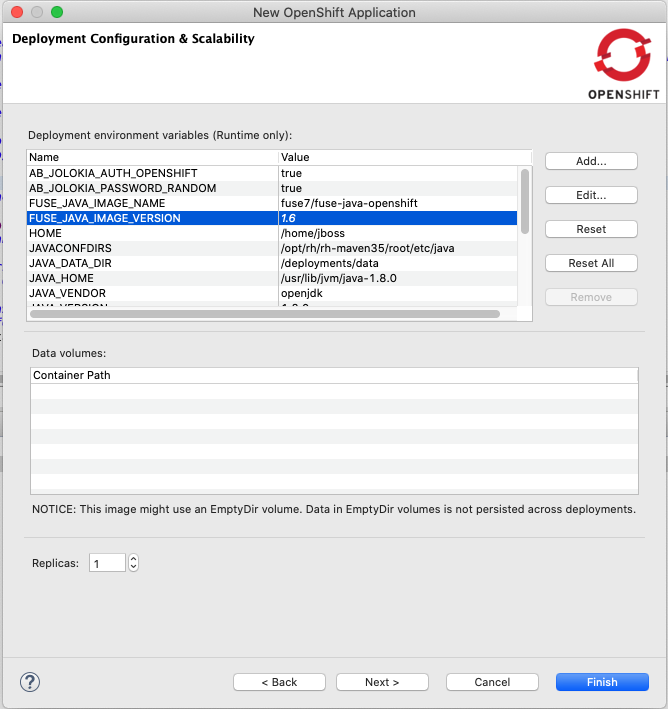 New OpenShift Application
Deployment Configuration & Scalability
OPENSHIFT
Deployment environment variables (Runtime only):
Name Value
AB_JOLOKIA_AUTH_OPENSHIFT true
AB_JOLOKIA_PASSWORD_RANDOM true
FUSE_JAVA_IMAGE_NAME fuse7/fuse-java-openshift
FUSE_JAVA_IMAGE_VERSION 1.6
HOME /home/jboss
JAVACONFDIRS /opt/rh/rh-maven35/root/etc/java
JAVA_DATA_DIR /deployments/data
JAVA_HOME /usr/lib/jvm/java-1.8.0
JAVA_VENDOR openjdk
Add...
Edit...
Reset
Reset All
Remove
Data volumes:
Container Path
NOTICE: This image might use an EmptyDir volume. Data in EmptyDir volumes is not persisted across deployments.
Replicas: 1
?
< Back Next > Cancel Finish